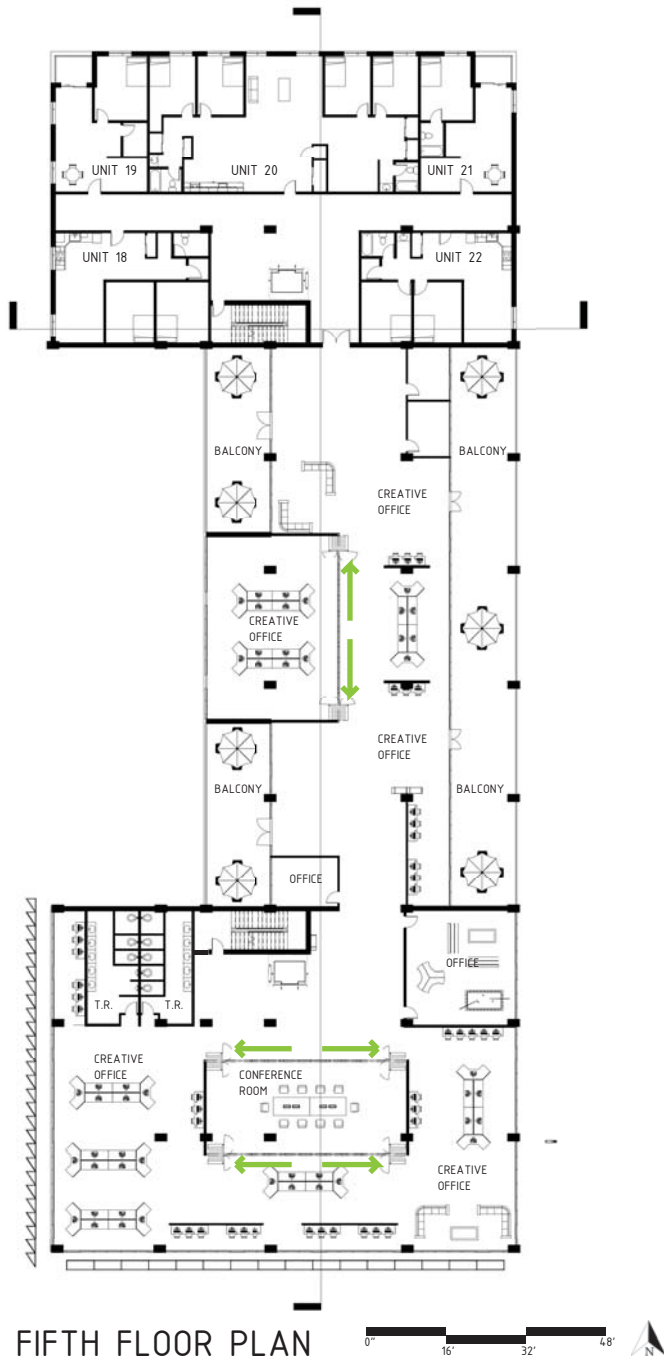 UNIT 19
UNIT 20
UNIT 21
UNIT 18
UNIT 22
BALCONY
BALCONY
CREATIVE
OFFICE
CREATIVE
OFFICE
CREATIVE
OFFICE
BALCONY
BALCONY
OFFICE
OFFICE
T.R.
T.R.
CREATIVE
OFFICE
CONFERENCE
ROOM
CREATIVE
OFFICE
FIFTH FLOOR PLAN
0" 16' 32' 48'
N